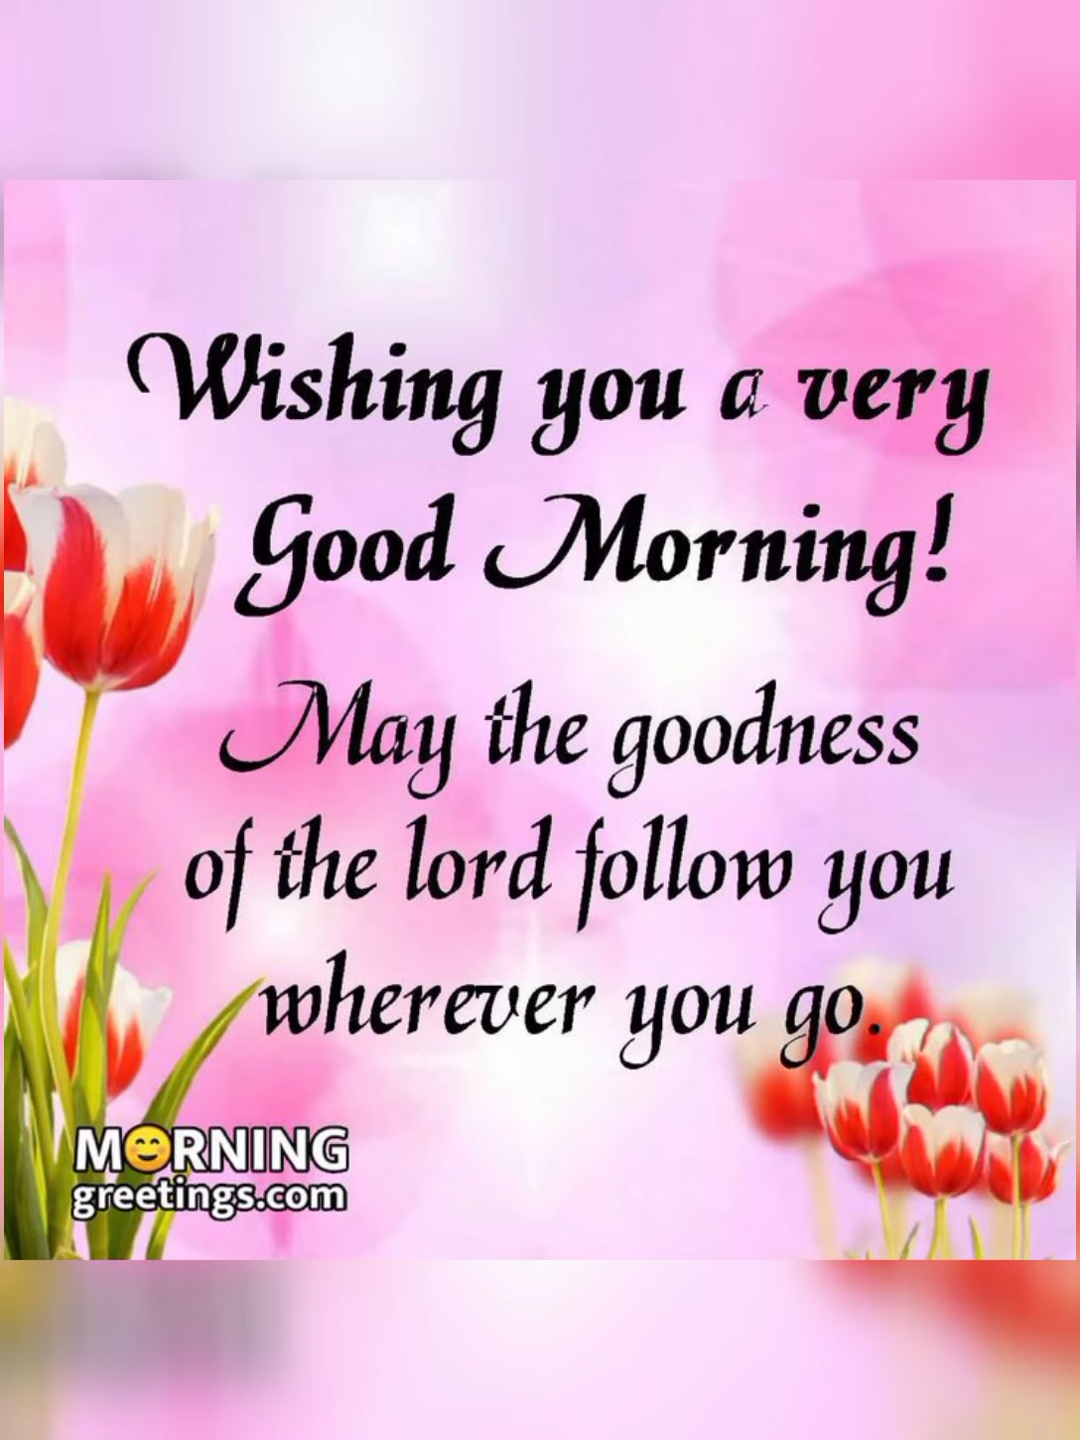 Wishing you a very
Good Morning!
May the goodness
of the lord follow you
wherever you go.
MORNING
greetings.com